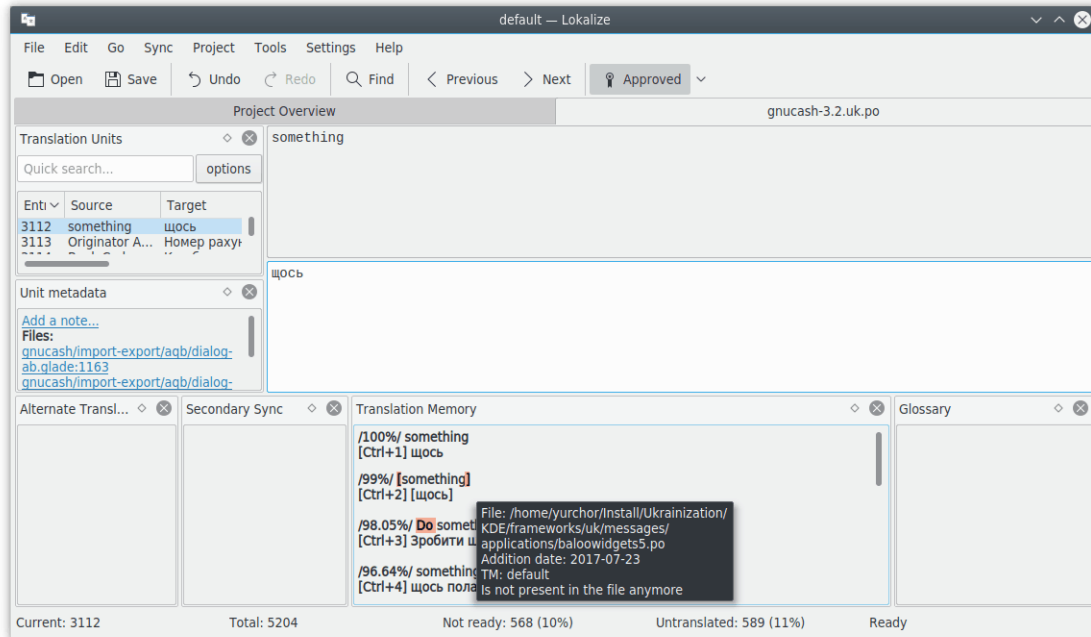 default — Lokalize
File Edit Go Sync Project Tools Settings Help
Open Save Undo Redo Find Previous Next Approved
Project Overview gnucash-3.2.uk.po
Translation Units
Quick search... options
Source Target
3112 something щось
3113 Originator A... Номер рахун
something
щось
Unit metadata
Add a note...
Files:
gnucash/import-export/aqb/dialog-
ab.glade:1163
gnucash/import-export/aqb/dialog-
Alternate Transl... Secondary Sync Translation Memory Glossary
/100%/ something
[Ctrl+1] щось
/99%/ [something]
[Ctrl+2] [щось]
/98.05%/ Do somet
[Ctrl+3] Зробити щ
/96.64%/ something
[Ctrl+4] щось пола
File: /home/yurchor/Install/Ukrainization/
KDE/frameworks/uk/messages/
applications/baloowidgets5.po
Addition date: 2017-07-23
TM: default
Is not present in the file anymore
Current: 3112 Total: 5204 Not ready: 568 (10%) Untranslated: 589 (11%) Ready